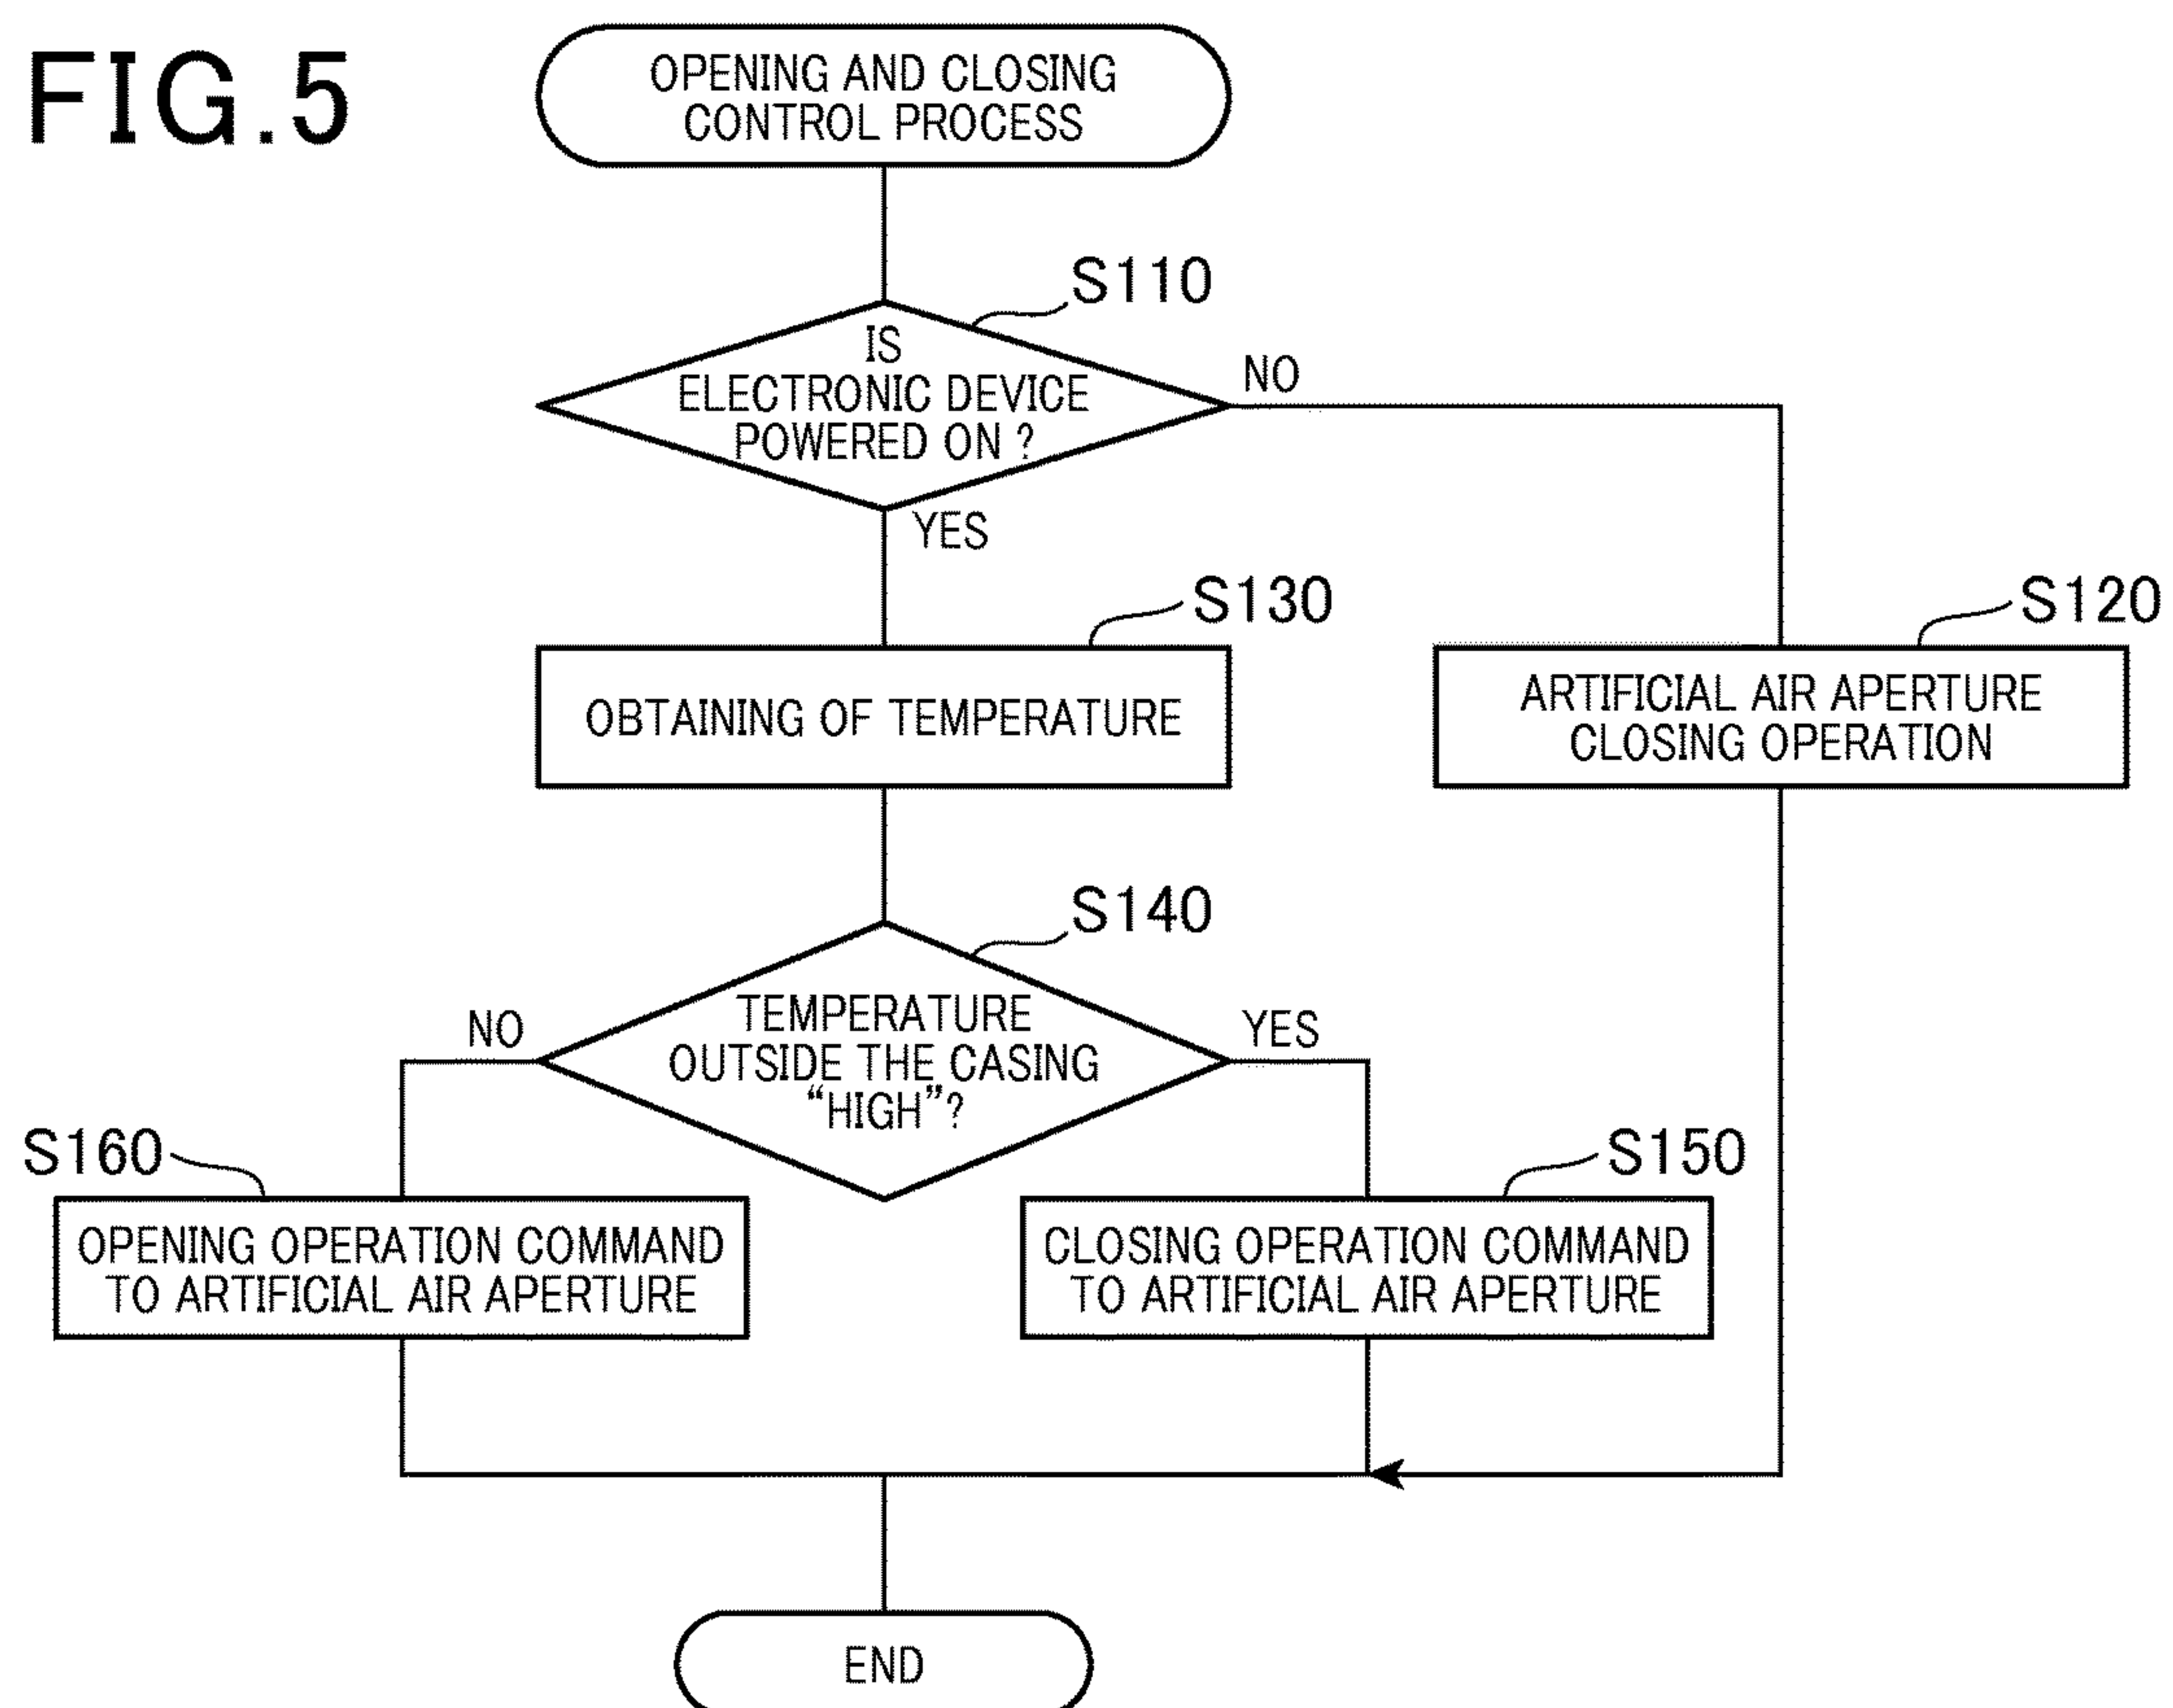 FIG.5
OPENING AND CLOSING
CONTROL PROCESS
S110
IS
ELECTRONIC DEVICE
POWERED ON ?
NO
YES
S130
S120
OBTAINING OF TEMPERATURE
ARTIFICIAL AIR APERTURE
CLOSING OPERATION
S140
TEMPERATURE
OUTSIDE THE CASING
“HIGH”?
NO
YES
S160
S150
OPENING OPERATION COMMAND
TO ARTIFICIAL AIR APERTURE
CLOSING OPERATION COMMAND
TO ARTIFICIAL AIR APERTURE
END